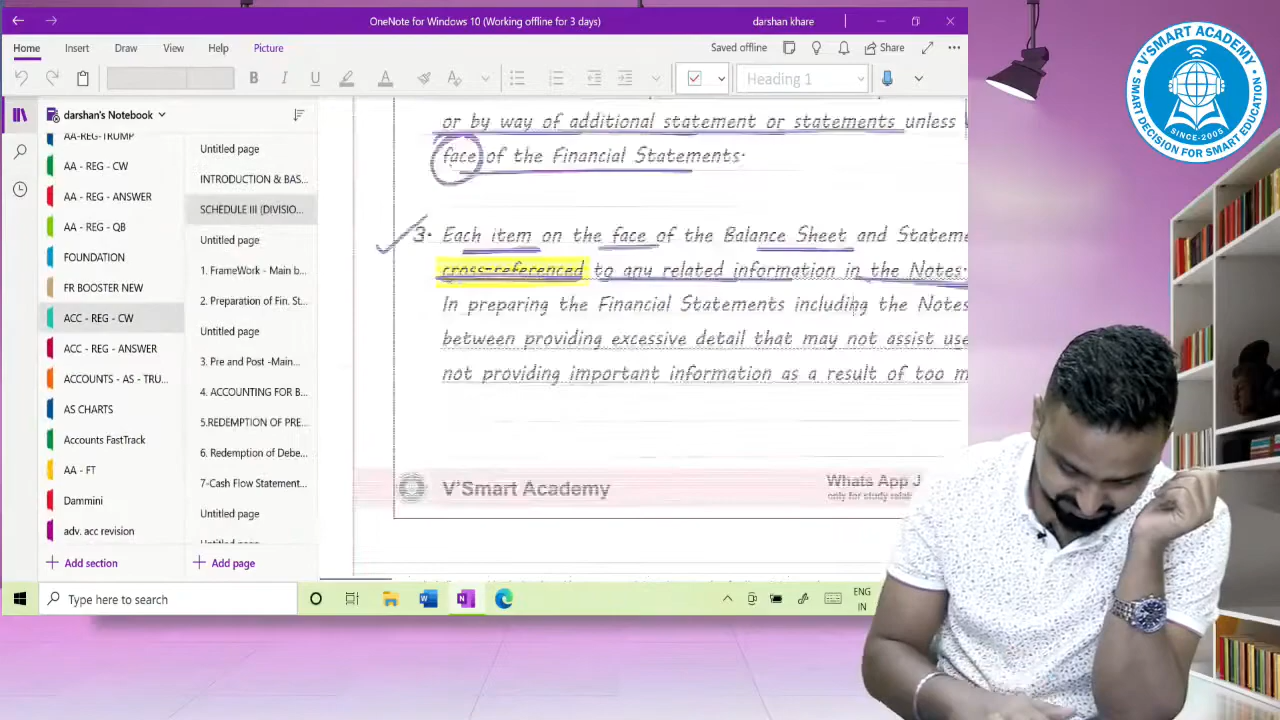 OneNote for Windows 10 (Working offline for 3 days)
darshan khare
Home Insert Draw View Help Picture
Saved offline
Share
B I U
Heading 1
darshan's Notebook
AA-REG-TRUMP
AA - REG - CW
AA - REG - ANSWER
AA - REG - QB
FOUNDATION
FR BOOSTER NEW
ACC - REG - CW
ACC - REG - ANSWER
ACCOUNTS - AS - TRU...
AS CHARTS
Accounts FastTrack
AA - FT
Dammini
adv. acc revision
Add section
Untitled page
INTRODUCTION & BAS...
SCHEDULE III (DIVISIO...
Untitled page
1. FrameWork - Main b...
2. Preparation of Fin. St...
Untitled page
3. Pre and Post -Main...
4. ACCOUNTING FOR B...
5.REDEMPTION OF PRE...
6. Redemption of Debe...
7-Cash Flow Statement...
Untitled page
Untitled page
Add page
or by way of additional statement or statements unless
face of the Financial Statements.
3. Each item on the face of the Balance Sheet and Stateme
cross-referenced to any related information in the Notes.
In preparing the Financial Statements including the Notes
between providing excessive detail that may not assist use
not providing important information as a result of too m
V'Smart Academy
Whats App J
only for study rela
Type here to search
ENG
IN
V'SMART ACADEMY
SINCE-2005
SMART DECISION FOR SMART EDUCATION